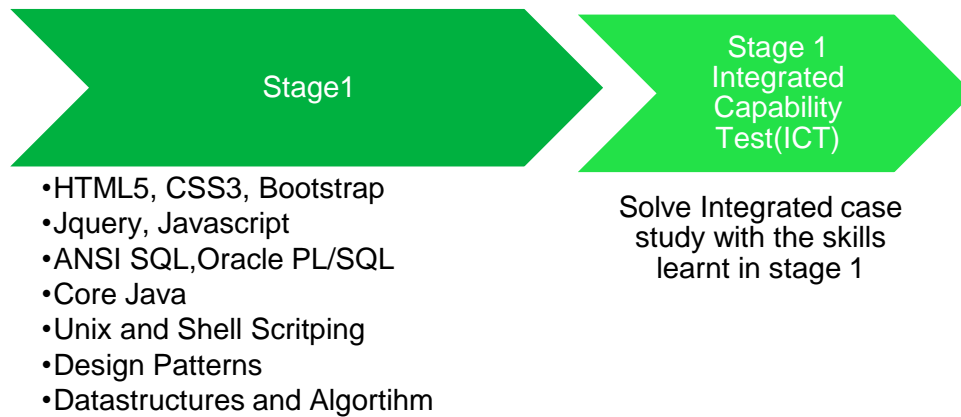 Stage1
•HTML5, CSS3, Bootstrap
•Jquery, Javascript
•ANSI SQL,Oracle PL/SQL
•Core Java
•Unix and Shell Scritping
•Design Patterns
•Datastructures and Algortihm
Stage 1
Integrated
Capability
Test(ICT)
Solve Integrated case
study with the skills
learnt in stage 1